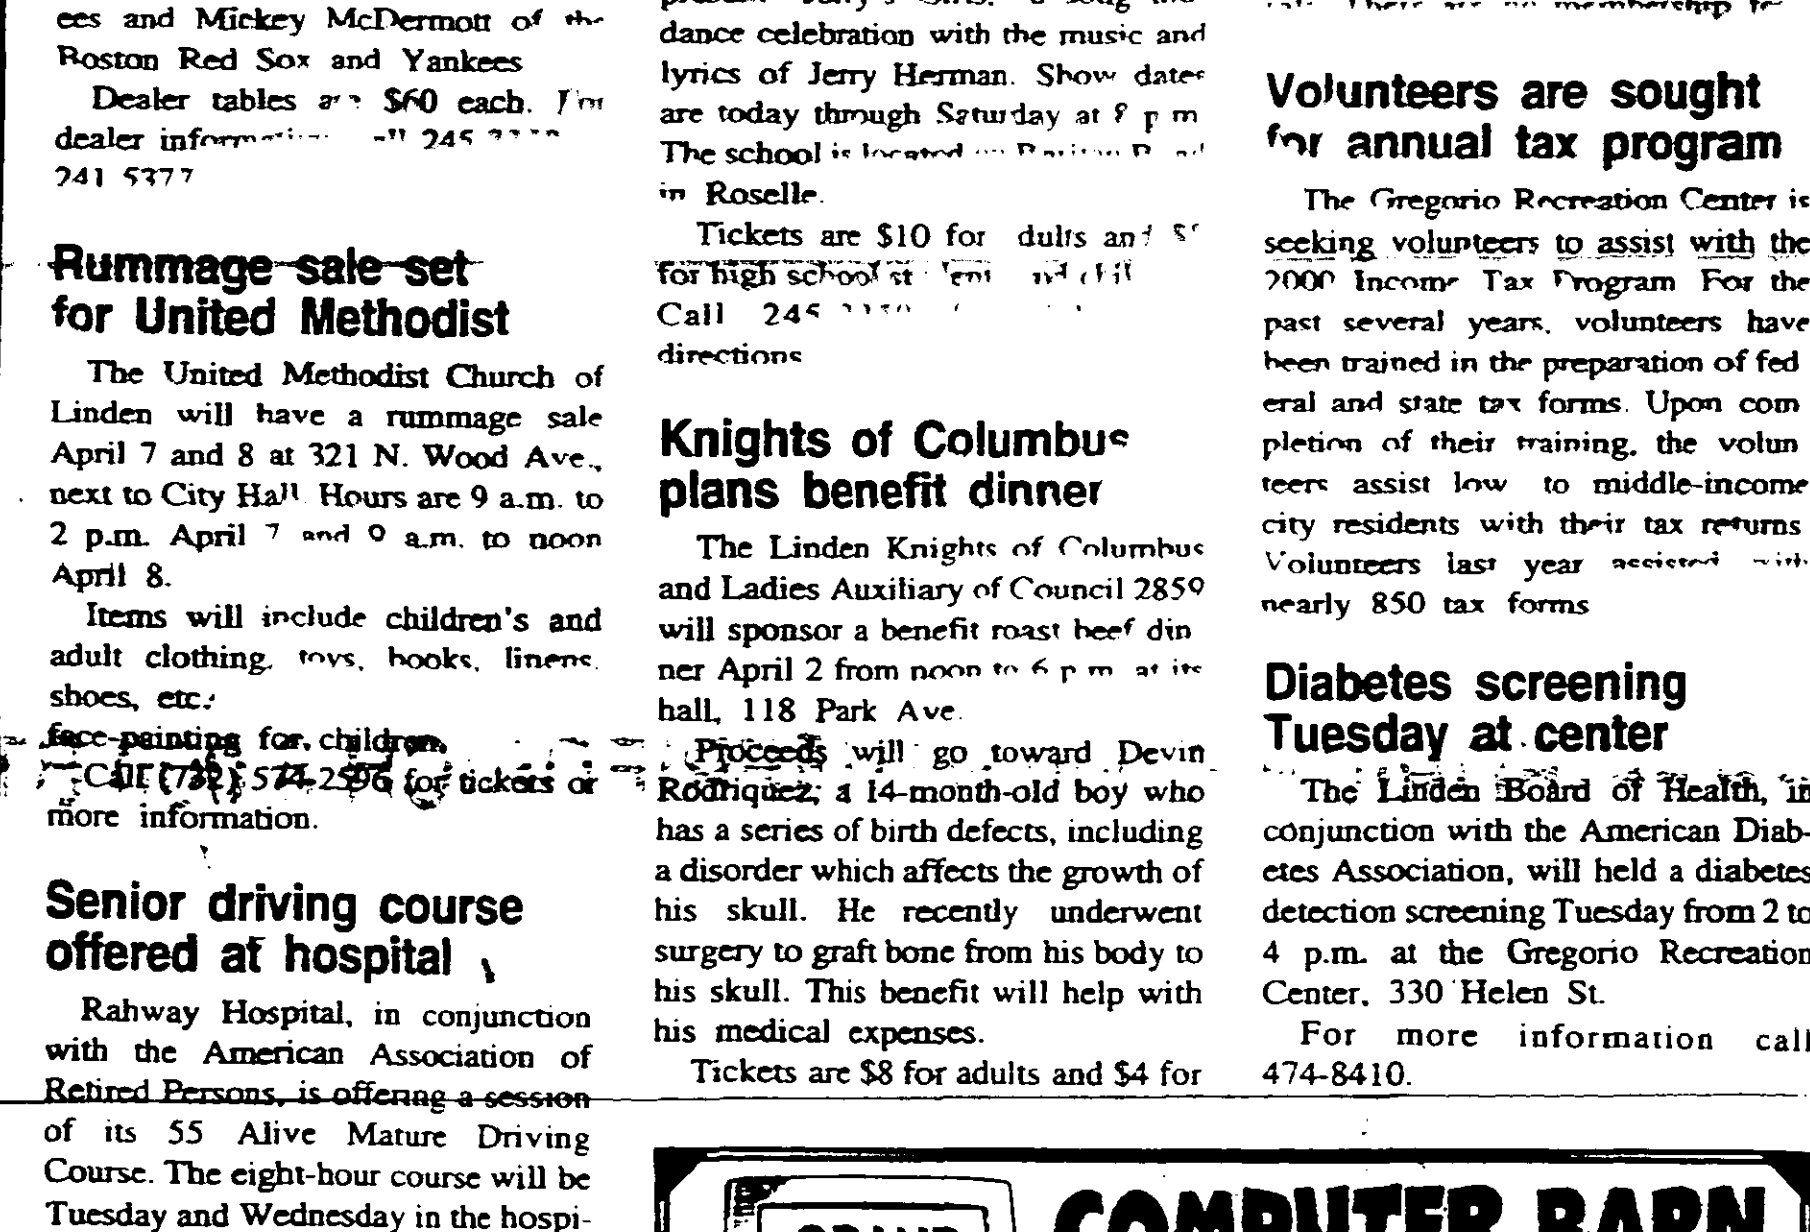 ees and Mickey McDermott of the
Boston Red Sox and Yankees
Dealer tables are $60 each. For
dealer information 245
241 5377
Rummage sale set
for United Methodist
The United Methodist Church of
Linden will have a rummage sale
April 7 and 8 at 321 N. Wood Ave.,
next to City Hall Hours are 9 a.m. to
2 p.m. April 7 and 9 a.m. to noon
April 8.
Items will include children's and
adult clothing, toys, books, linens,
shoes, etc.
face-painting for children.
Call (732) 574-2596 for tickets or
more information.
Senior driving course
offered at hospital
Rahway Hospital, in conjunction
with the American Association of
Retired Persons, is offering a session
of its 55 Alive Mature Driving
Course. The eight-hour course will be
Tuesday and Wednesday in the hospi-
dance celebration with the music and
lyrics of Jerry Herman. Show dates
are today through Saturday at 8 p m
The school is located on
in Roselle.
Tickets are $10 for dults and
for high school
Call 245
directions
Knights of Columbus
plans benefit dinner
The Linden Knights of Columbus
and Ladies Auxiliary of Council 2859
will sponsor a benefit roast beef din
ner April 2 from noon to 6 p m at its
hall, 118 Park Ave.
Proceeds will go toward Devin
Rodriquez, a 14-month-old boy who
has a series of birth defects, including
a disorder which affects the growth of
his skull. He recently underwent
surgery to graft bone from his body to
his skull. This benefit will help with
his medical expenses.
Tickets are $8 for adults and $4 for
There are no membership
Volunteers are sought
for annual tax program
The Gregorio Recreation Center is
seeking volunteers to assist with the
2000 Income Tax Program For the
past several years, volunteers have
been trained in the preparation of fed
eral and state tax forms. Upon com
pletion of their training, the volun
teers assist low to middle-income
city residents with their tax returns
Volunteers last year assisted with
nearly 850 tax forms
Diabetes screening
Tuesday at center
The Linden Board of Health, in
conjunction with the American Diab-
etes Association, will held a diabetes
detection screening Tuesday from 2 to
4 p.m. at the Gregorio Recreation
Center, 330 Helen St.
For more information call
474-8410.
COMPUTER BARN